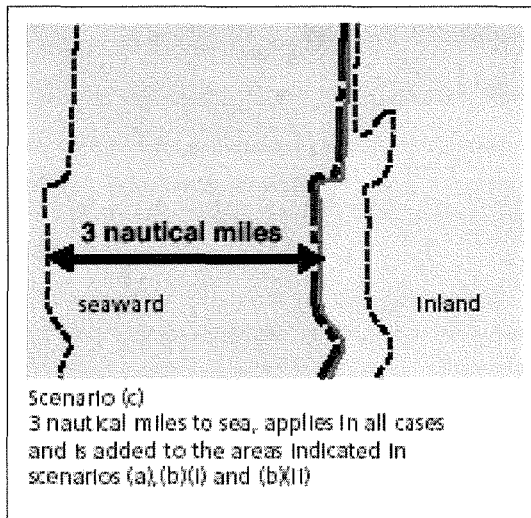 3 nautical miles
seaward
Inland
Scenario (c)
3 nautical miles to sea, applies in all cases
and is added to the areas indicated in
scenarios (a),(b)(i) and (b)(ii)